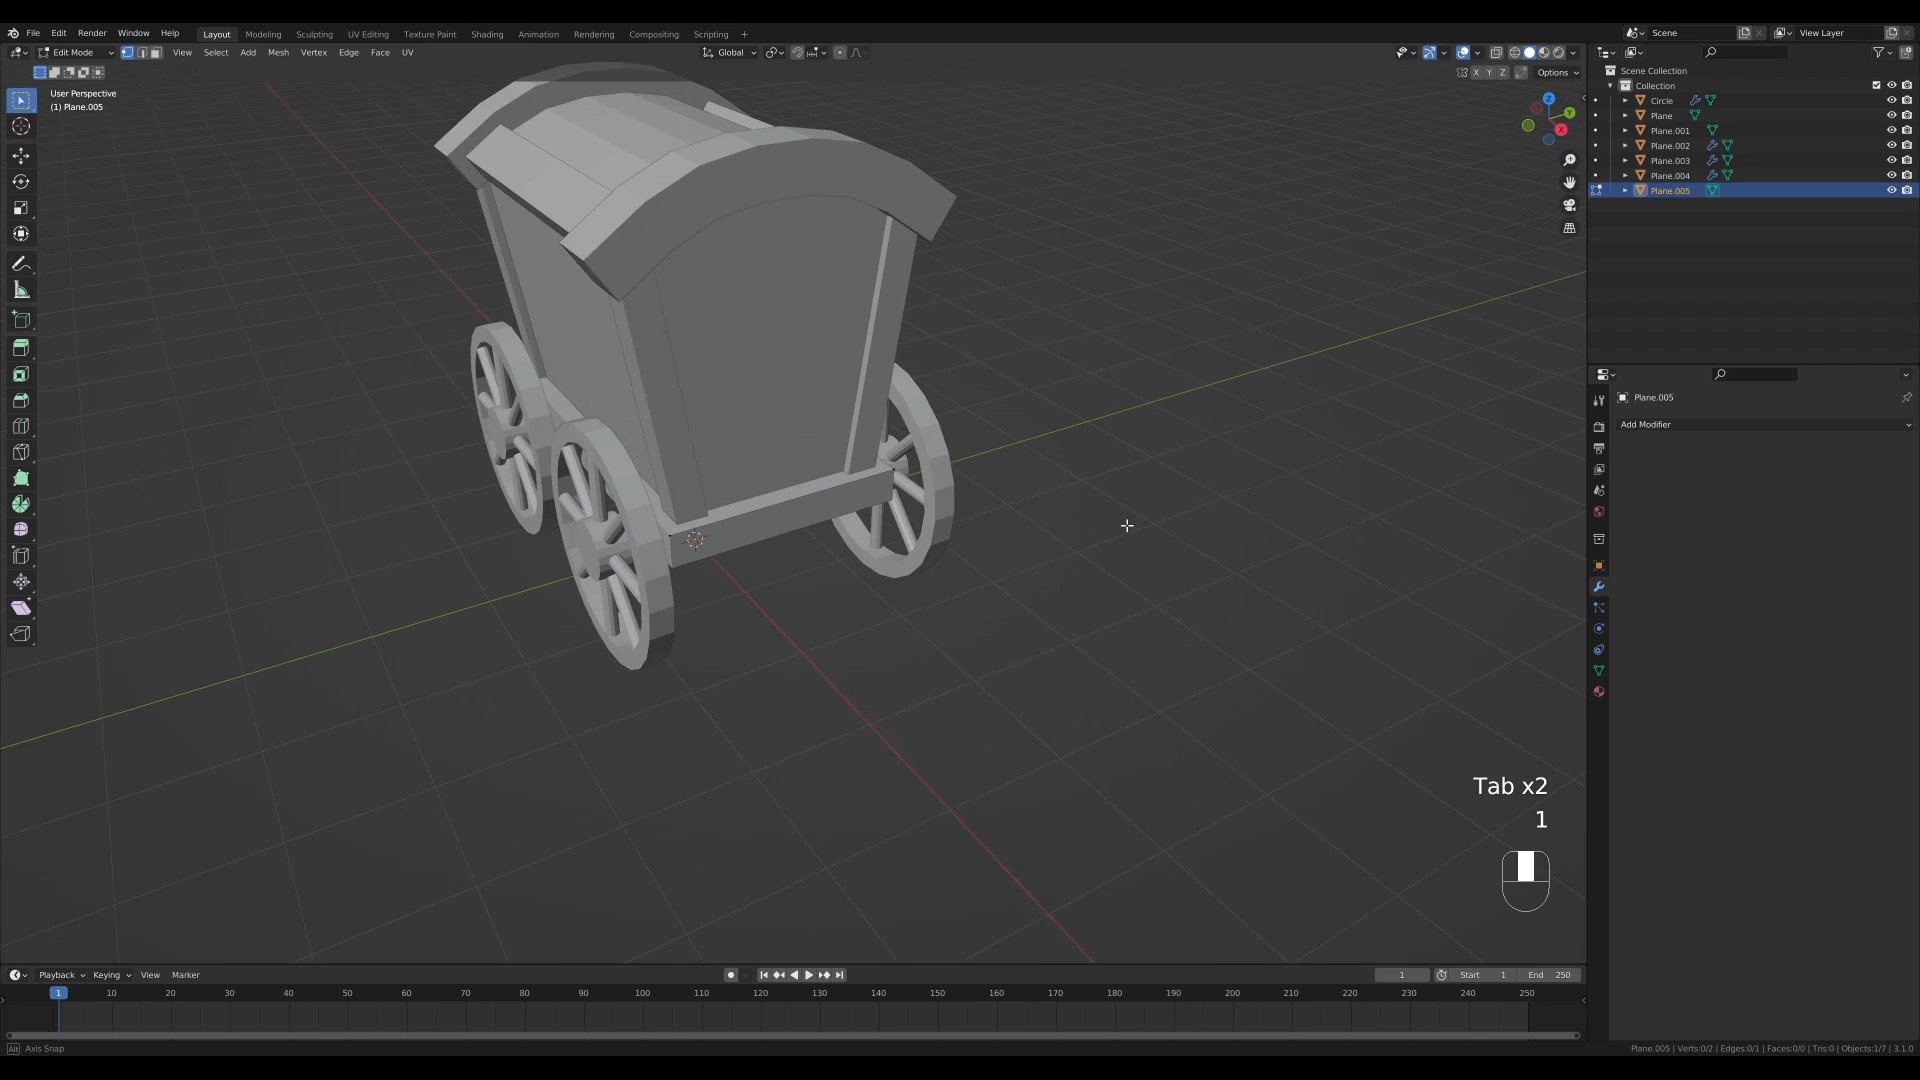 File Edit Render Window Help Layout Modeling Sculpting UV Editing Texture Paint Shading Animation Rendering Compositing Scripting + Scene View Layer
Edit Mode View Select Add Mesh Vertex Edge Face UV Global
X Y Z Options
User Perspective
(1) Plane.005
Z
Y
X
Scene Collection
Collection
Circle
Plane
Plane.001
Plane.002
Plane.003
Plane.004
Plane.005
Plane.005
Add Modifier
Tab x2
1
Playback Keying View Marker 1 Start 1 End 250
1 10 20 30 40 50 60 70 80 90 100 110 120 130 140 150 160 170 180 190 200 210 220 230 240 250
Alt Axis Snap
Plane.005 | Verts:0/2 | Edges:0/1 | Faces:0/0 | Tris:0 | Objects:1/7 | 3.1.0